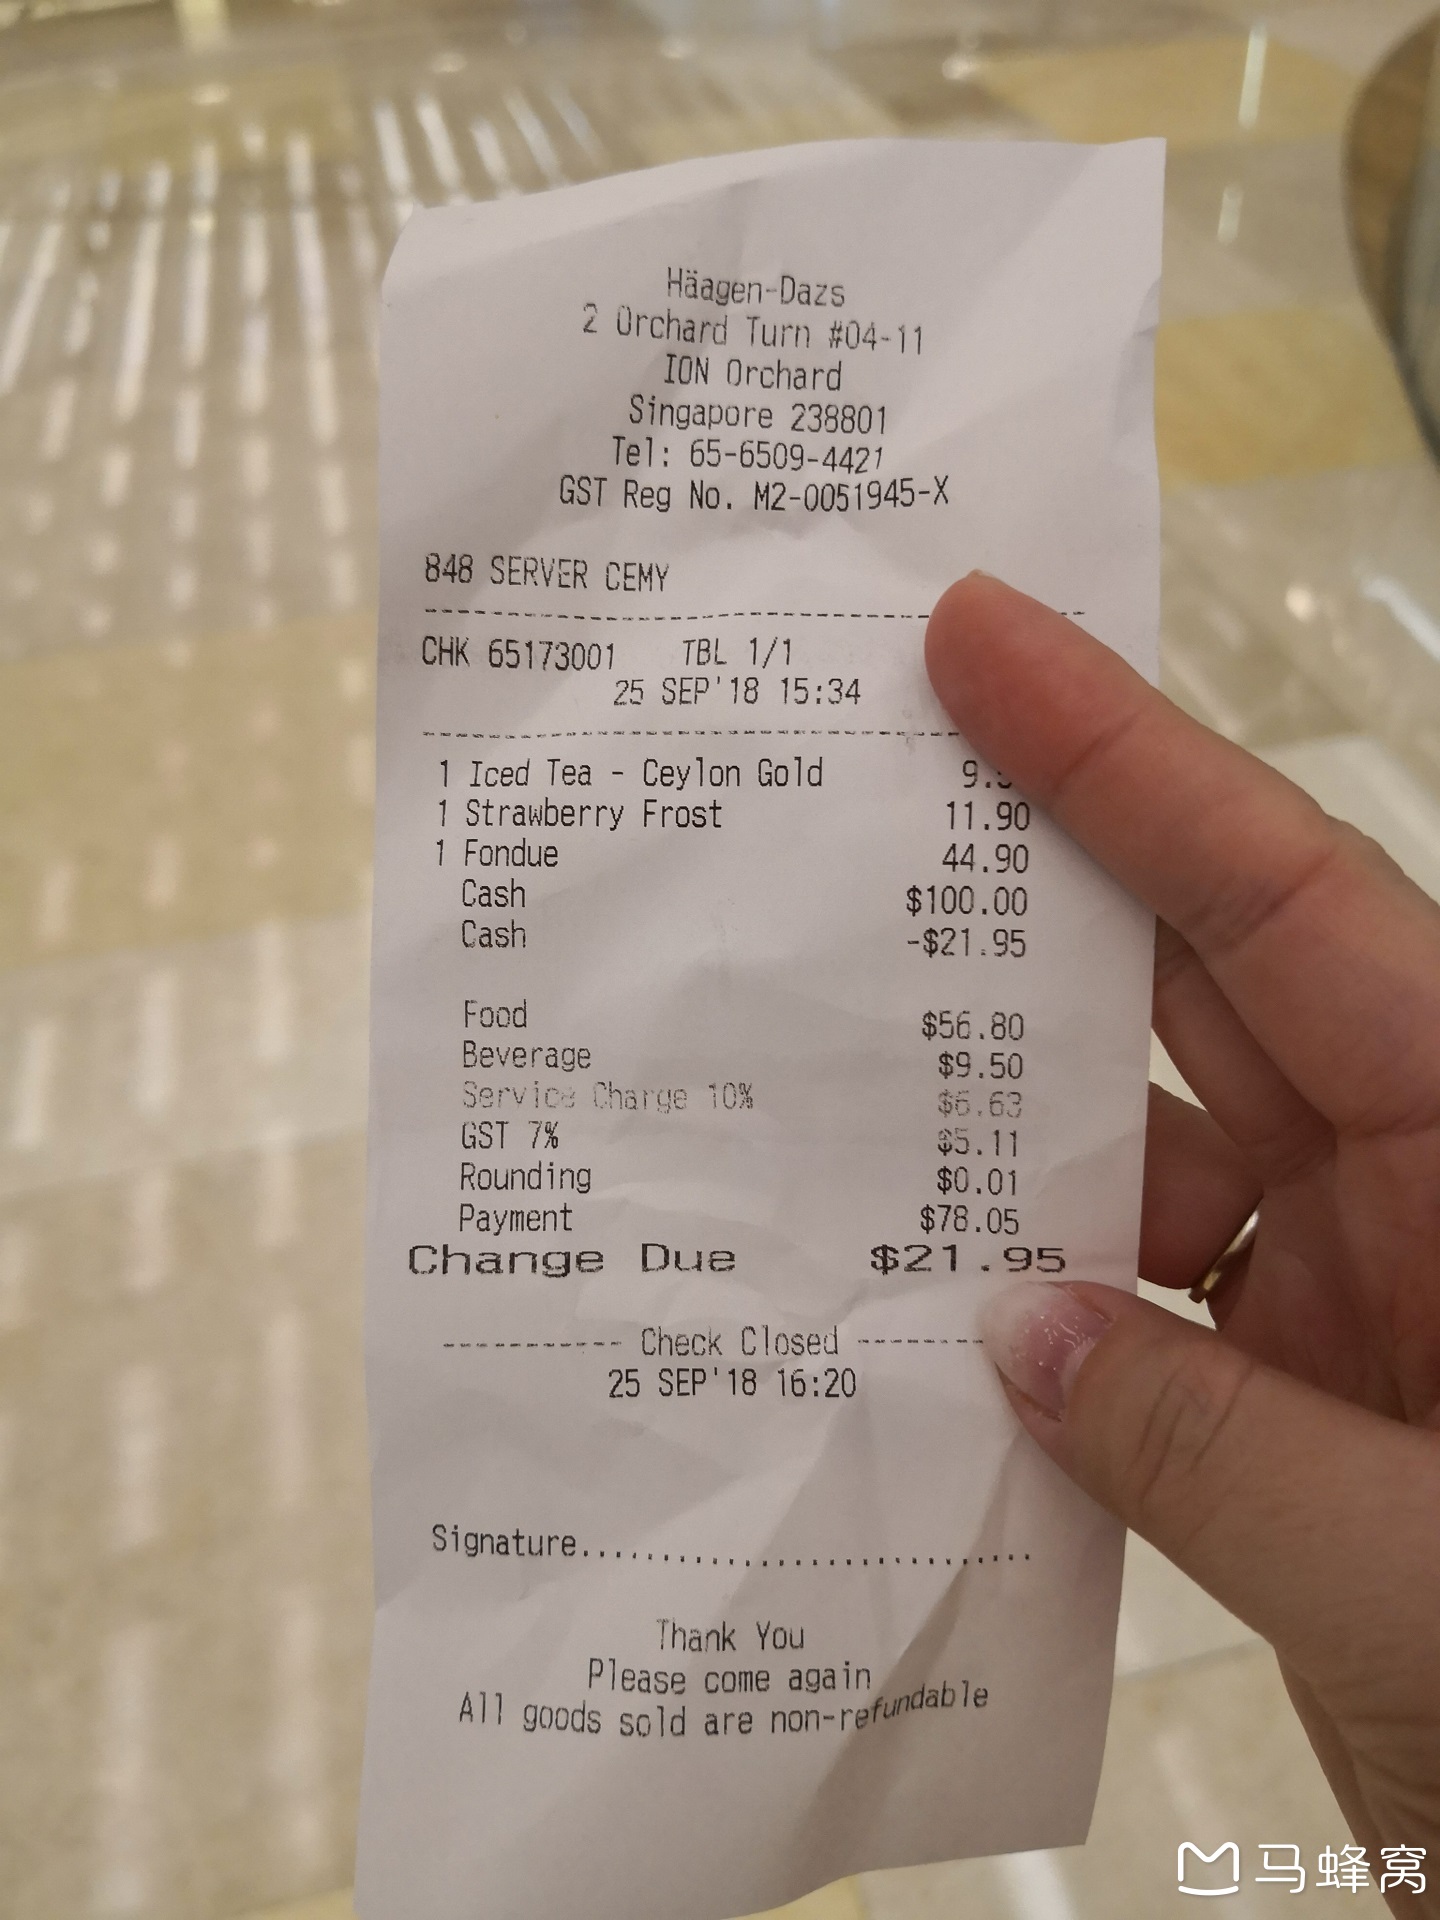 Häagen-Dazs
2 Orchard Turn #04-11
ION Orchard
Singapore 238801
Tel: 65-6509-4421
GST Reg No. M2-0051945-X
848 SERVER CEMY
CHK 65173001 TBL 1/1
25 SEP'18 15:34
1 Iced Tea - Ceylon Gold
1 Strawberry Frost 11.90
1 Fondue 44.90
Cash $100.00
Cash -$21.95
Food $56.80
Beverage $9.50
Service Charge 10% $6.63
GST 7% $5.11
Rounding $0.01
Payment $78.05
Change Due $21.95
----------- Check Closed --------
25 SEP'18 16:20
Signature............................
Thank You
Please come again
All goods sold are non-refundable
马蜂窝